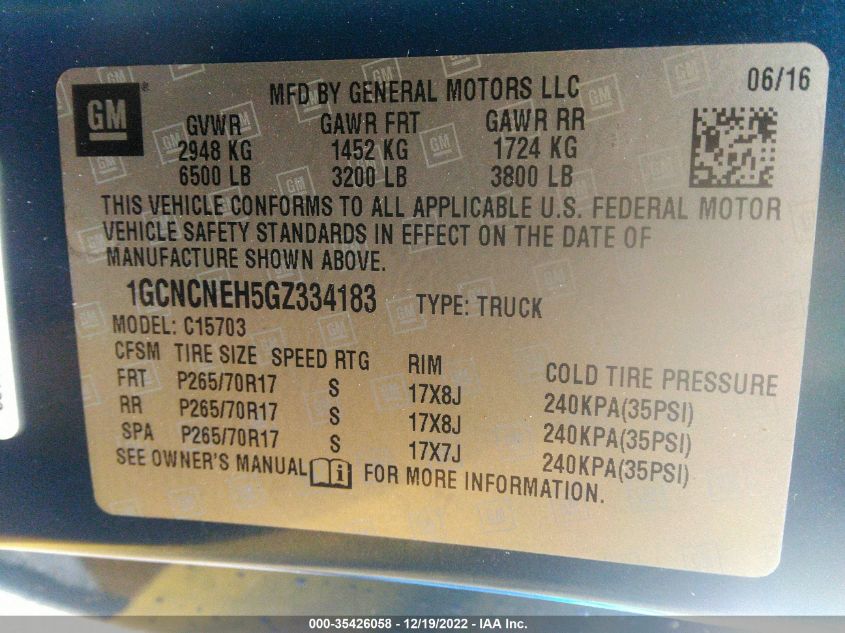 GM
MFD BY GENERAL MOTORS LLC 06/16
GVWR GAWR FRT GAWR RR
2948 KG 1452 KG 1724 KG
6500 LB 3200 LB 3800 LB
THIS VEHICLE CONFORMS TO ALL APPLICABLE U.S. FEDERAL MOTOR
VEHICLE SAFETY STANDARDS IN EFFECT ON THE DATE OF
MANUFACTURE SHOWN ABOVE.
1GCNCNEH5GZ334183 TYPE: TRUCK
MODEL: C15703
CFSM TIRE SIZE SPEED RTG RIM COLD TIRE PRESSURE
FRT P265/70R17 S 17X8J 240KPA(35PSI)
RR P265/70R17 S 17X8J 240KPA(35PSI)
SPA P265/70R17 S 17X7J 240KPA(35PSI)
SEE OWNER'S MANUAL i FOR MORE INFORMATION.
000-35426058 - 12/19/2022 - IAA Inc.